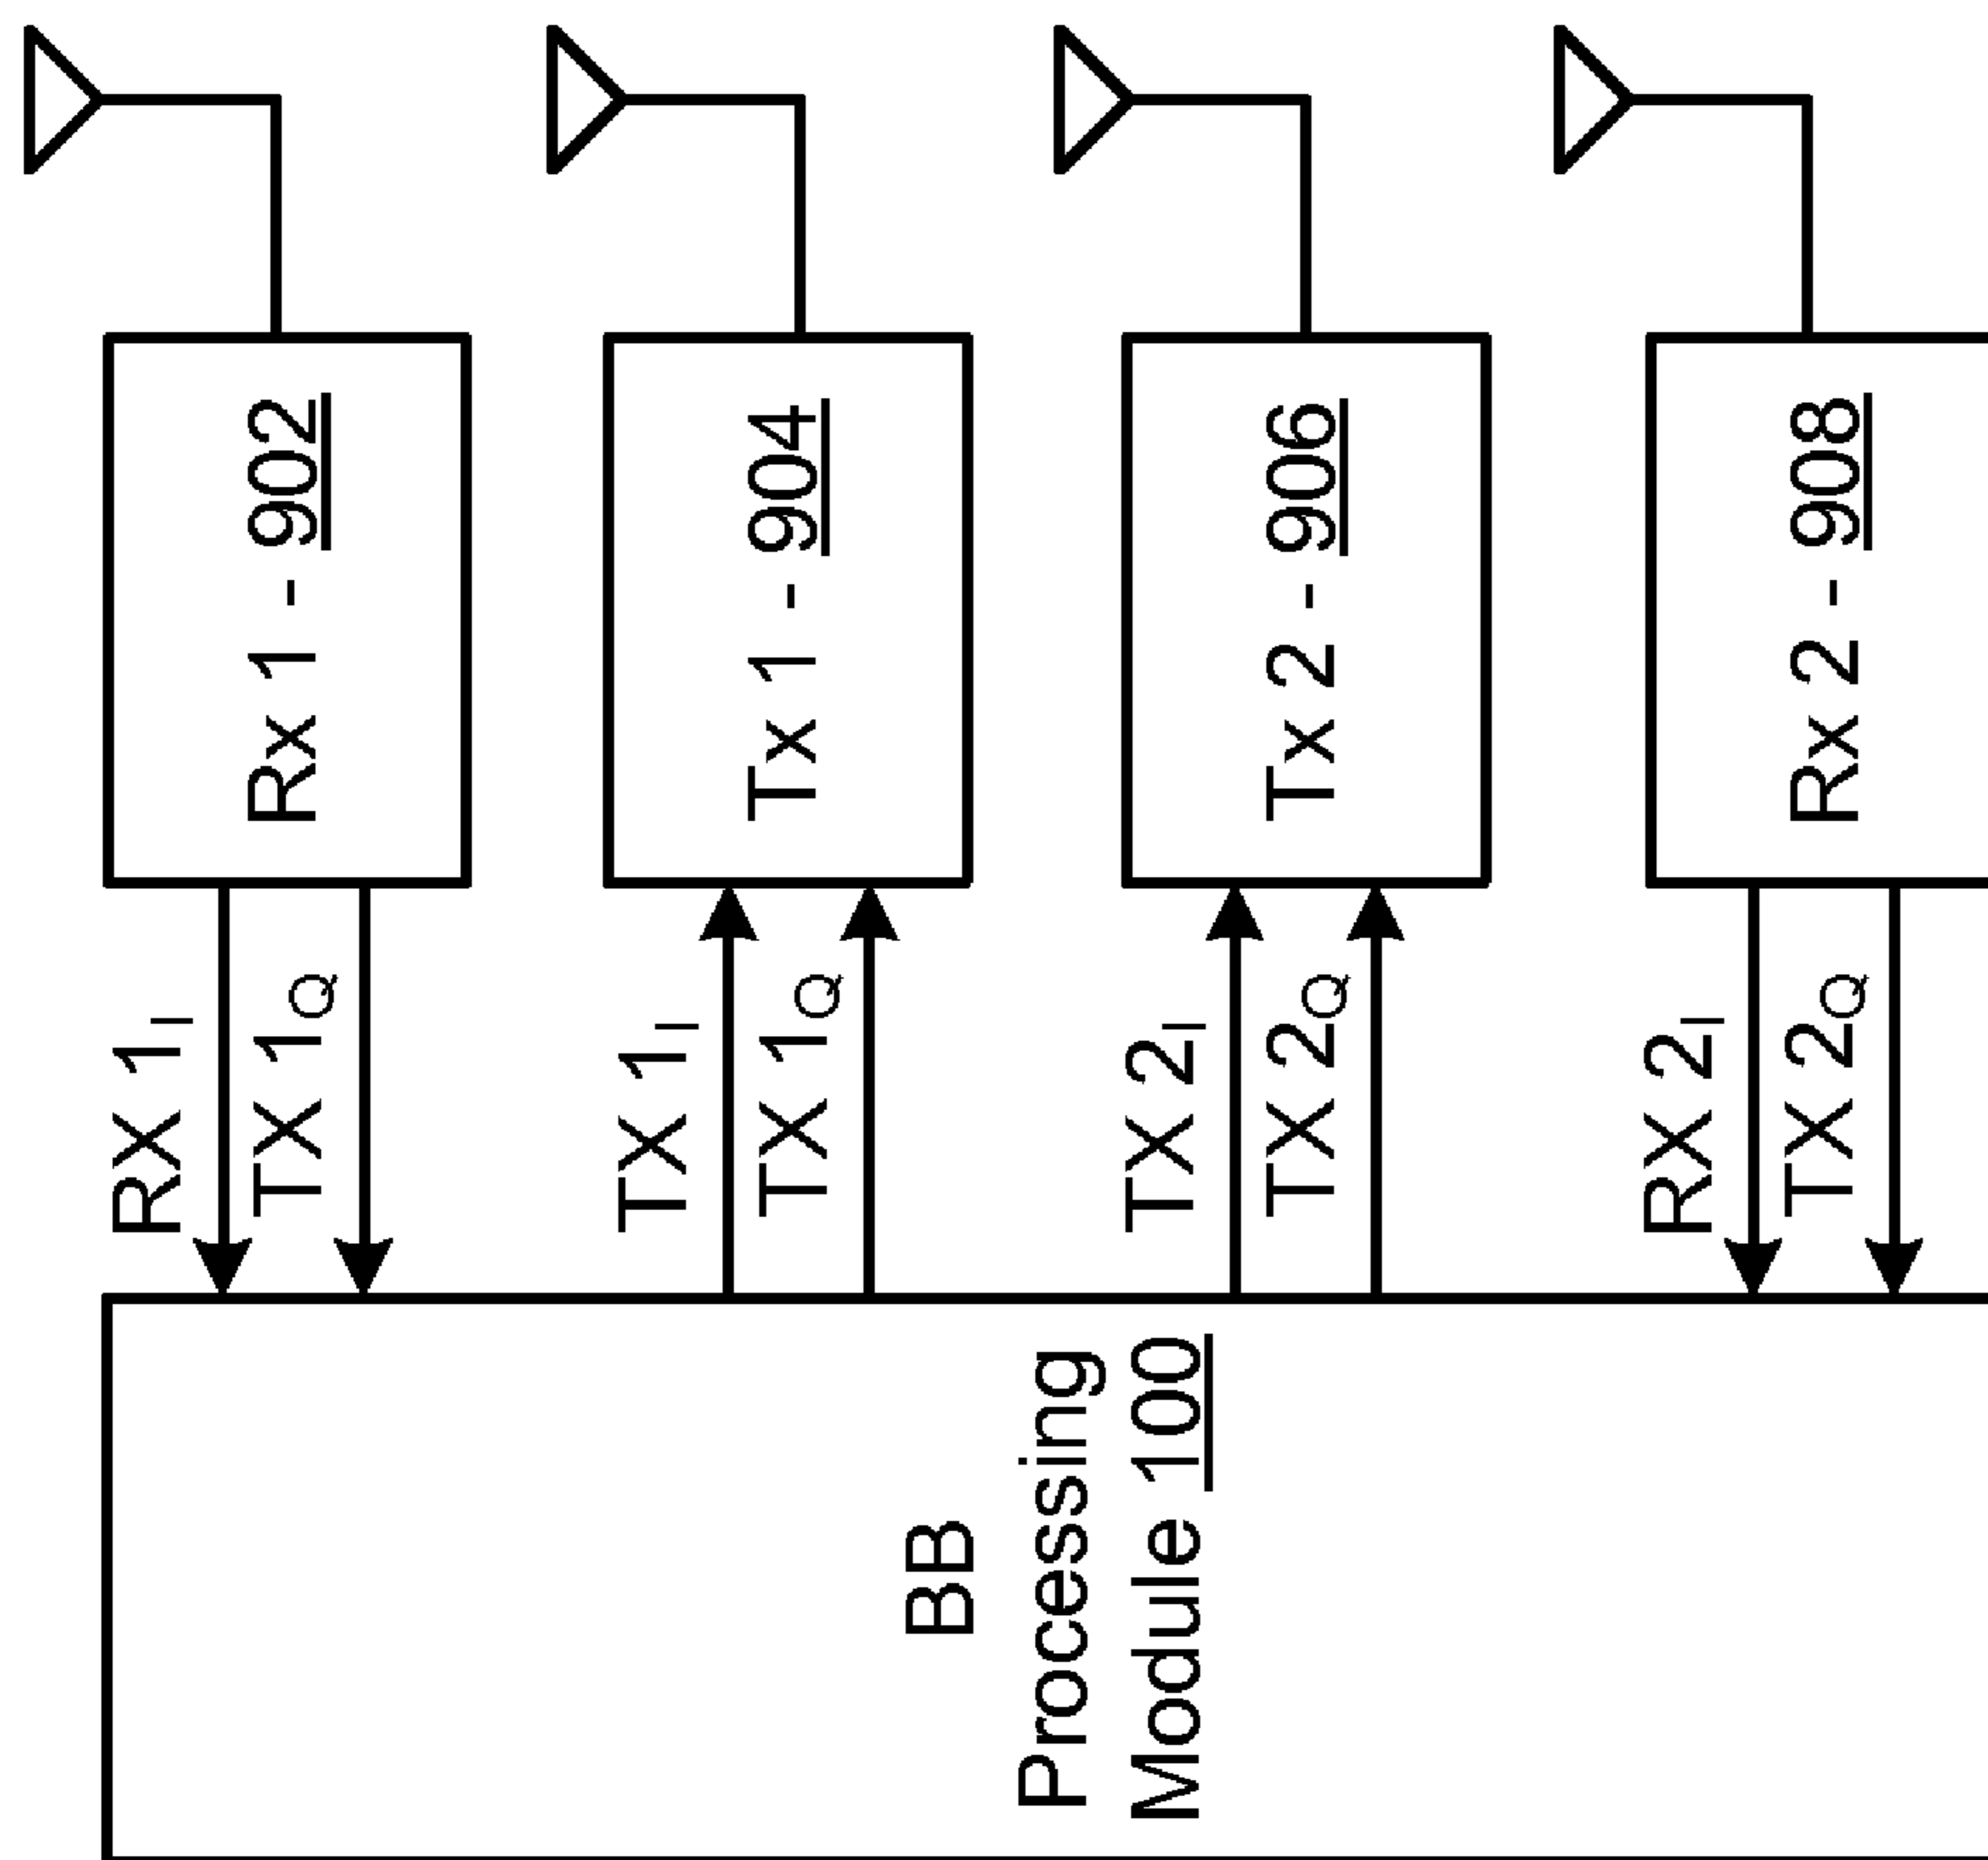 Rx 1 - 902
Tx 1 - 904
Tx 2 - 906
Rx 2 - 908
RX 1I
TX 1Q
TX 1I
TX 1Q
TX 2I
TX 2Q
RX 2I
TX 2Q
BB
Processing
Module 100